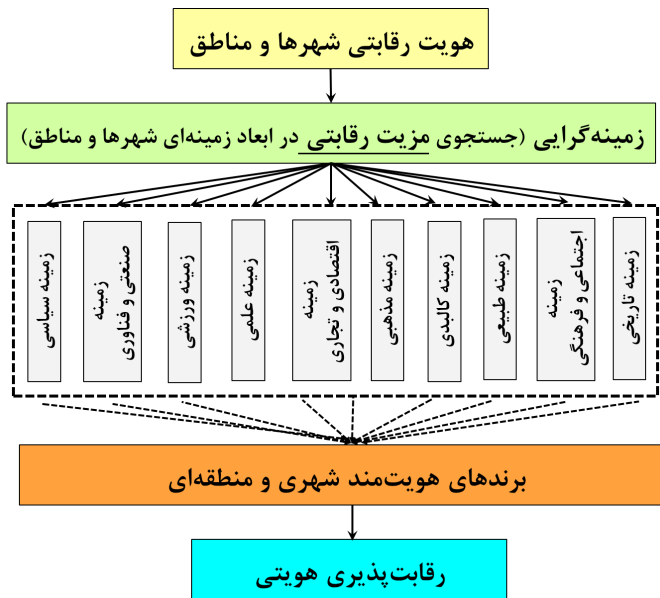 هویت رقابتی شهرها و مناطق
زمینه‌گرایی (جستجوی مزیت رقابتی در ابعاد زمینه‌ای شهرها و مناطق)
زمینه تاریخی
زمینه
اجتماعی و فرهنگی
زمینه طبیعی
زمینه کالبدی
زمینه مذهبی
زمینه
اقتصادی و تجاری
زمینه علمی
زمینه ورزشی
زمینه
صنعتی و فناوری
زمینه سیاسی
برندهای هویت‌مند شهری و منطقه‌ای
رقابت‌پذیری هویتی